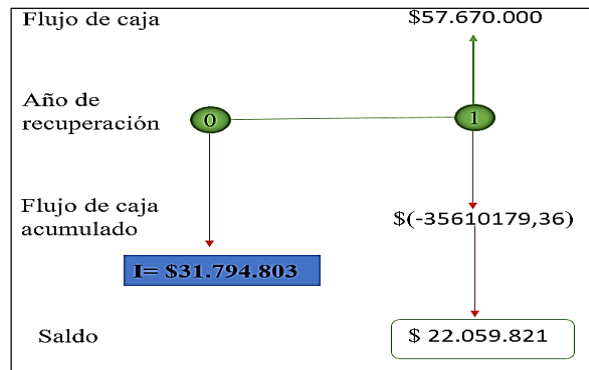 Flujo de caja $57.670.000
Año de
recuperación 0 1
Flujo de caja
acumulado $(-35610179,36)
I= $31.794.803
Saldo $ 22.059.821